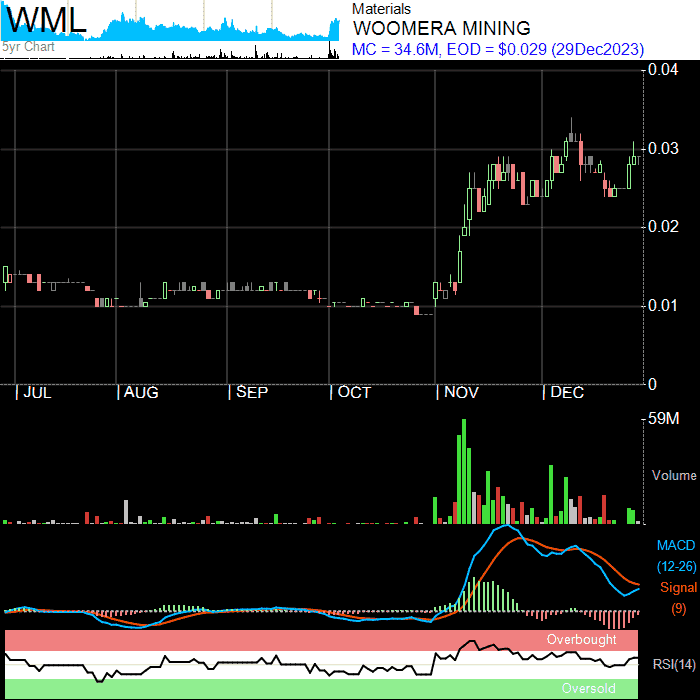 WML
5yr Chart
Materials
WOOMERA MINING
MC = 34.6M, EOD = $0.029 (29Dec2023)
0.04
0.03
0.02
0.01
0
JUL AUG SEP OCT NOV DEC
59M
Volume
MACD
(12-26)
Signal
(9)
Overbought
RSI(14)
Oversold